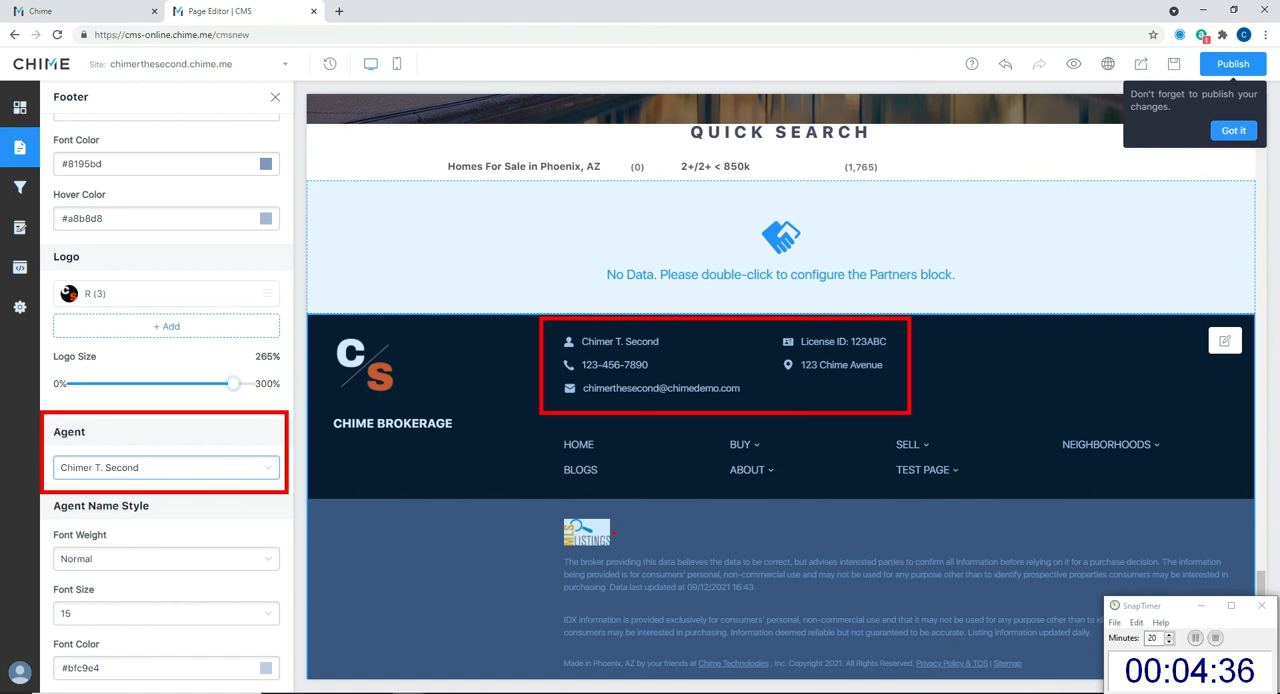 Chime
Page Editor | CMS
https://cms-online.chime.me/cmsnew
C
CHIME
Site: chimerthesecond.chime.me
Publish
Don't forget to publish your
changes.
Got it
Footer
Font Color
#8195bd
Hover Color
#a8b8d8
Logo
R (3)
+ Add
Logo Size
265%
0%
300%
Agent
Chimer T. Second
Agent Name Style
Font Weight
Normal
Font Size
15
Font Color
#bfc9e4
QUICK SEARCH
Homes For Sale in Phoenix, AZ (0) 2+/2+ < 850k (1,765)
No Data. Please double-click to configure the Partners block.
CS
CHIME BROKERAGE
Chimer T. Second
License ID: 123ABC
123-456-7890
123 Chime Avenue
chimerthesecond@chimedemo.com
HOME BUY SELL NEIGHBORHOODS
BLOGS ABOUT TEST PAGE
MLS LISTINGS
The broker providing this data believes the data to be correct, but advises interested parties to confirm all information before relying on it for a purchase decision. The information
being provided is for consumers' personal, non-commercial use and may not be used for any purpose other than to identify prospective properties consumers may be interested in
purchasing. Data last updated at 09/12/2021 16:43
IDX information is provided exclusively for consumers' personal, non-commercial use and that it may not be used for any purpose other than to id
consumers may be interested in purchasing. Information deemed reliable but not guaranteed to be accurate. Listing information updated daily.
Made in Phoenix, AZ by your friends at Chime Technologies , Inc. Copyright 2021. All Rights Reserved. Privacy Policy & TOS | Sitemap
SnapTimer
File Edit Help
Minutes: 20
00:04:36